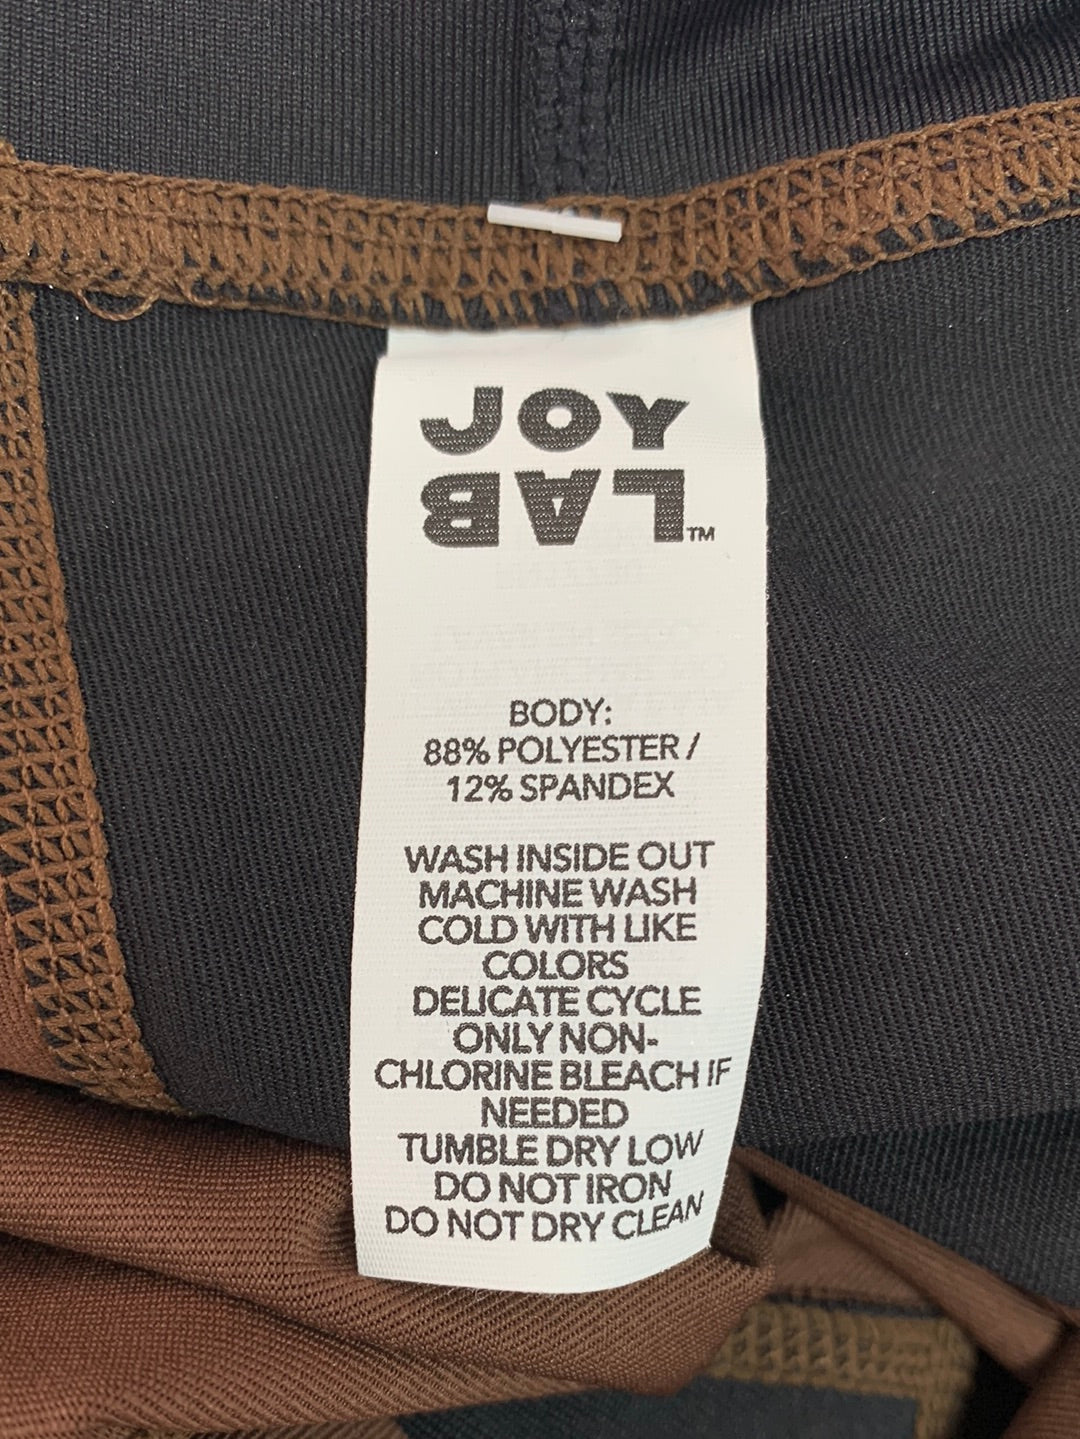 JOY
LAB™
BODY:
88% POLYESTER /
12% SPANDEX
WASH INSIDE OUT
MACHINE WASH
COLD WITH LIKE
COLORS
DELICATE CYCLE
ONLY NON-
CHLORINE BLEACH IF
NEEDED
TUMBLE DRY LOW
DO NOT IRON
DO NOT DRY CLEAN